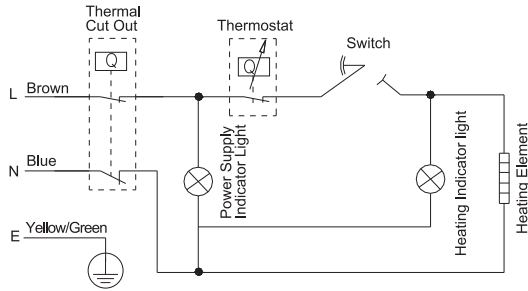 Thermal
Cut Out
Thermostat
Switch
Q
Q
L
Brown
N
Blue
E
Yellow/Green
Power Supply
Indicator Light
Heating Indicator light
Heating Element